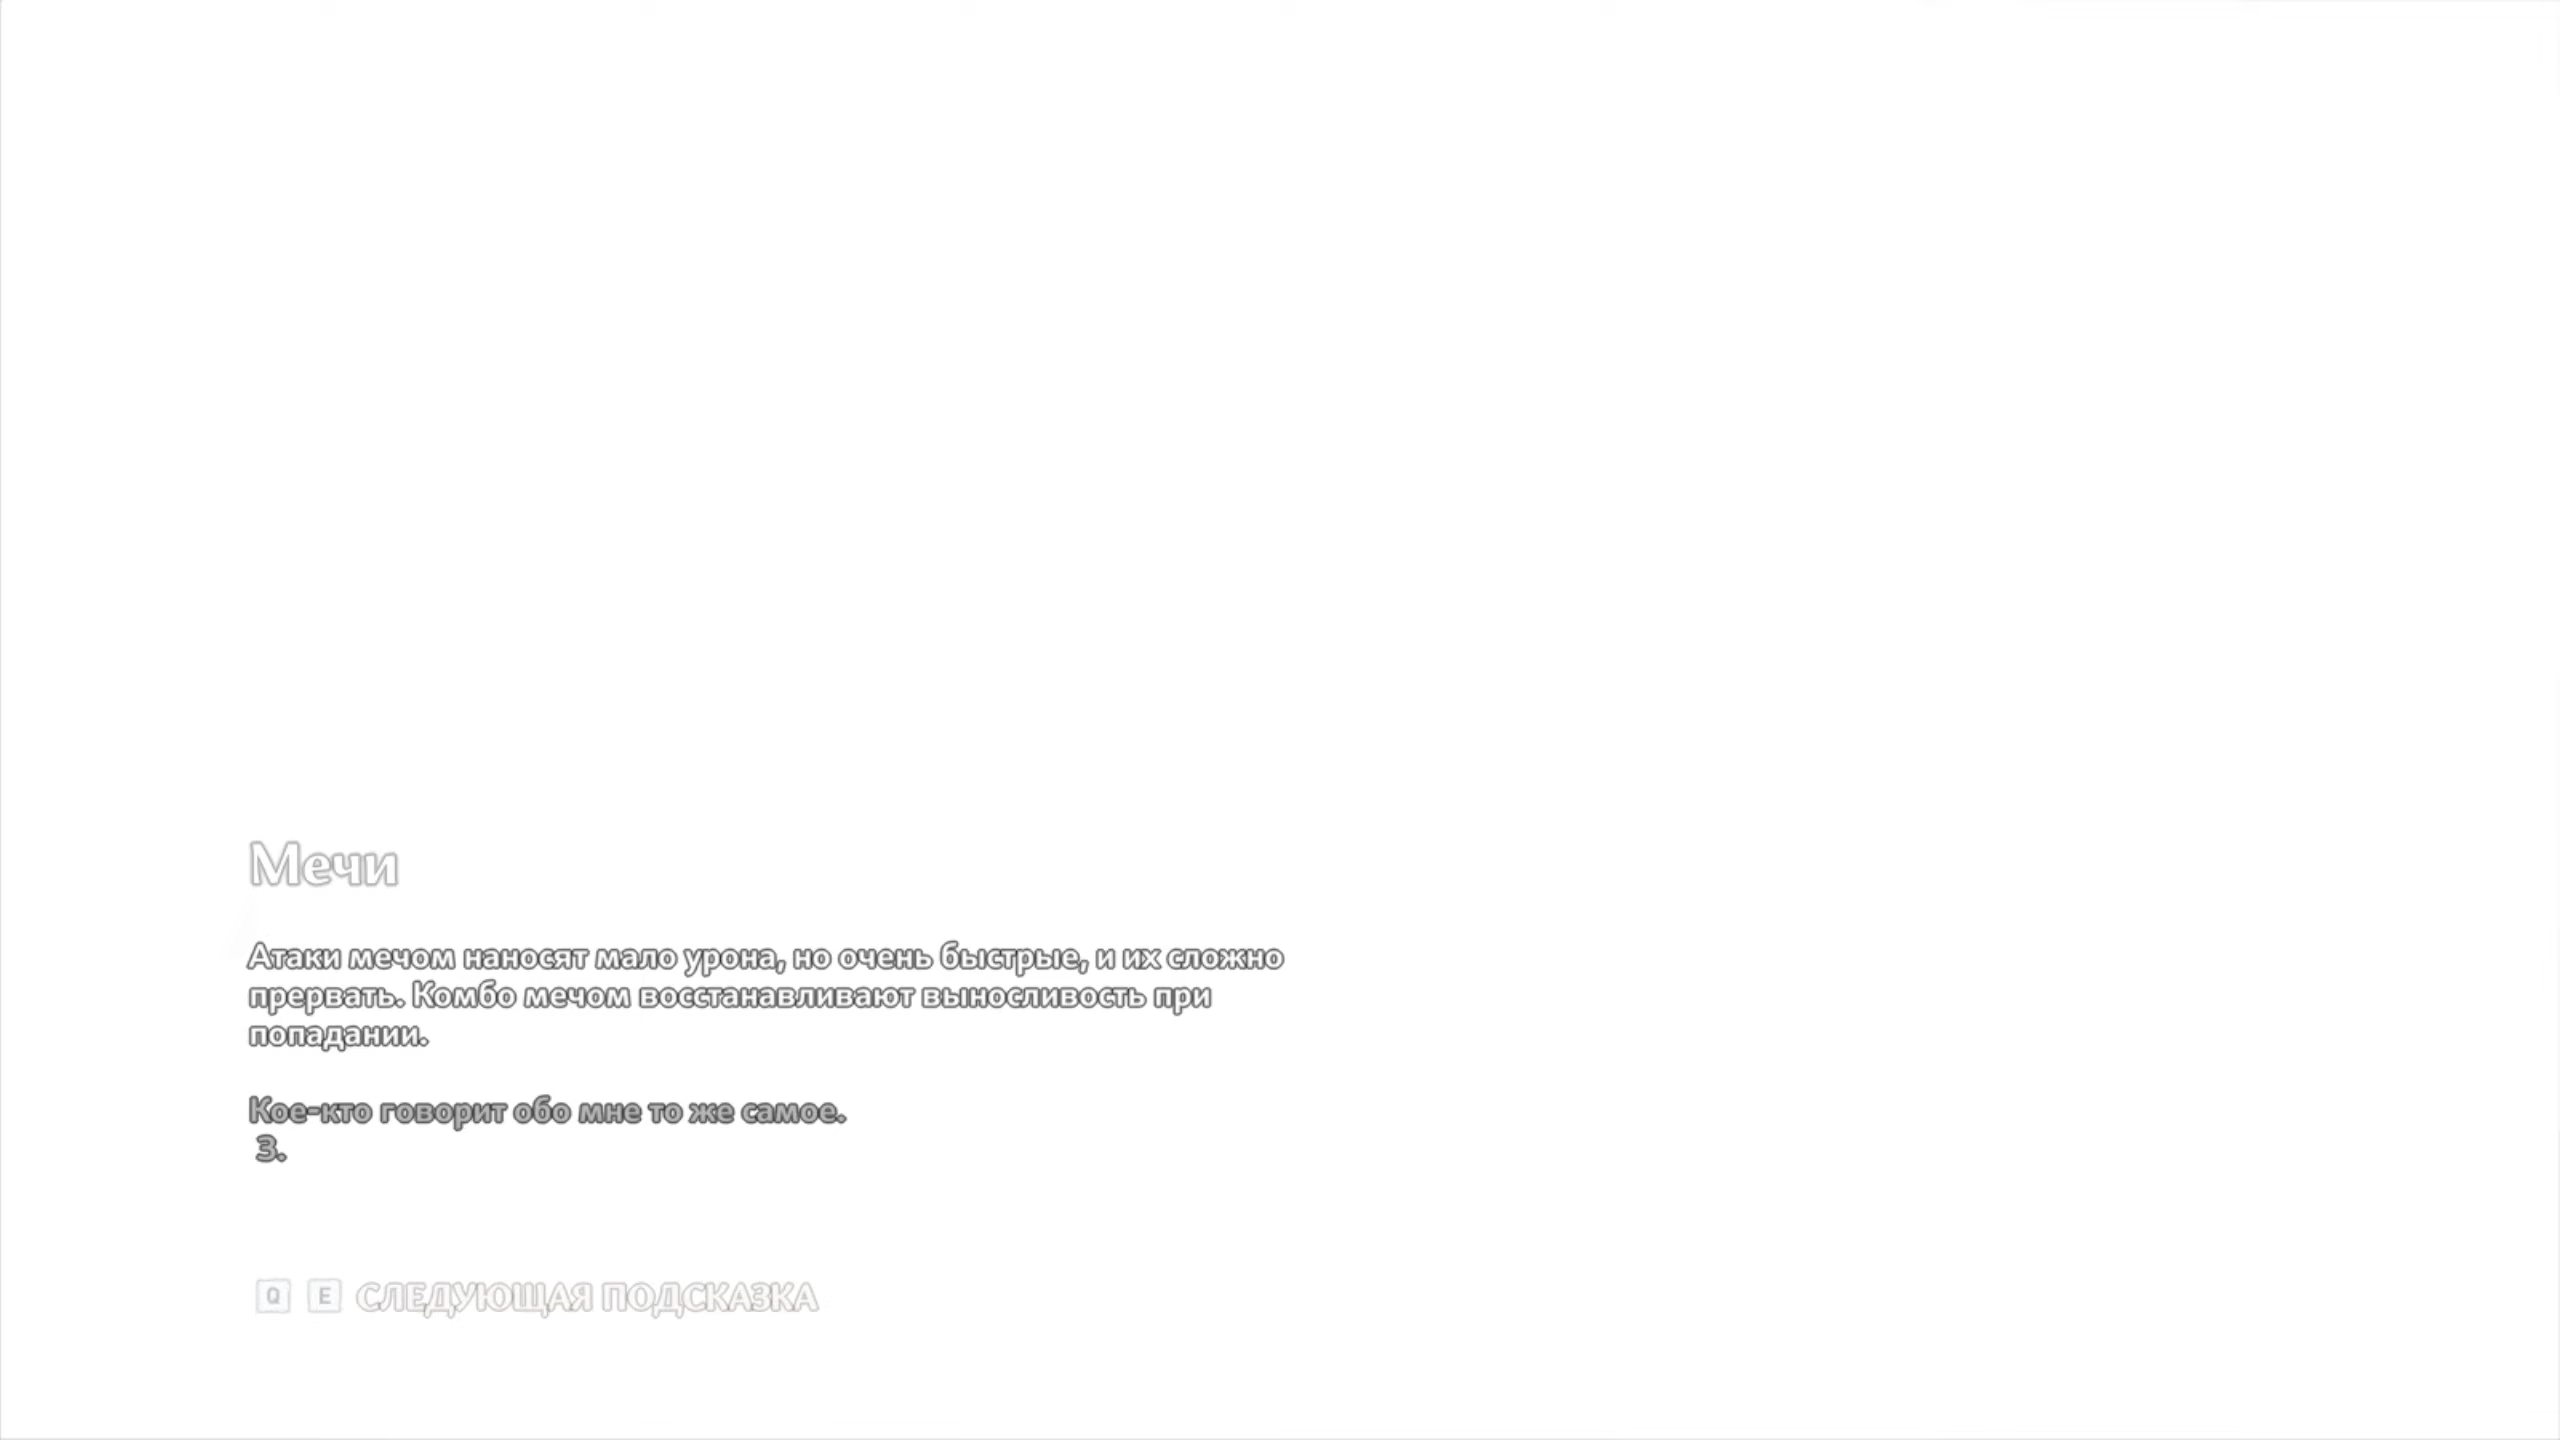 Мечи
Атаки мечом наносят мало урона, но очень быстрые, и их сложно
прервать. Комбо мечом восстанавливают выносливость при
попадании.
Кое-кто говорит обо мне то же самое.
З.
Q E СЛЕДУЮЩАЯ ПОДСКАЗКА